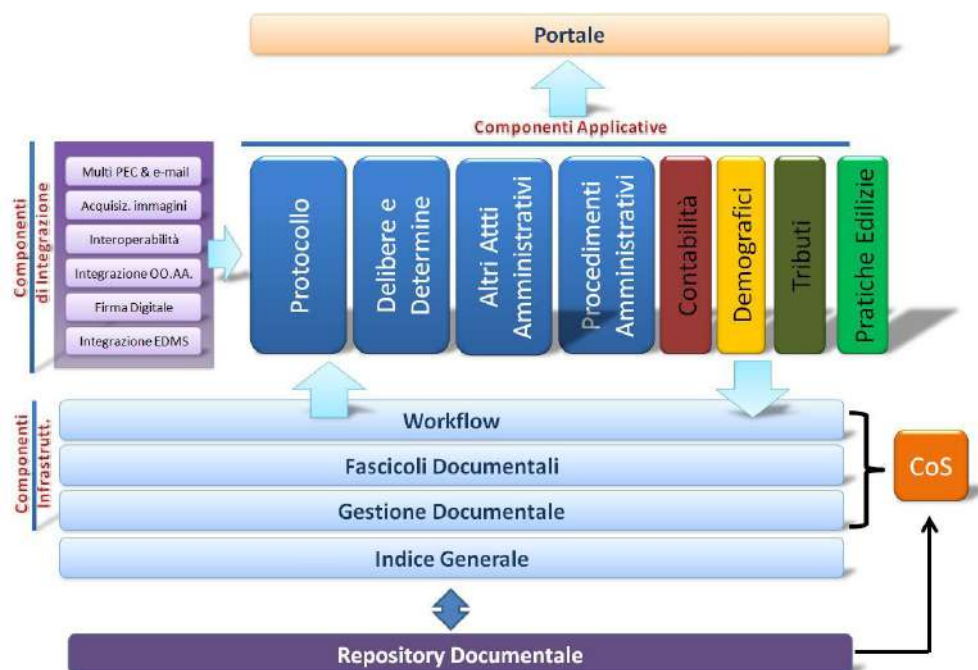 Portale
Componenti Applicative
Componenti
di Integrazione
Multi PEC & e-mail
Acquisiz. immagini
Interoperabilità
Integrazione OO.AA.
Firma Digitale
Integrazione EDMS
Protocollo
Delibere e
Determine
Altri Attti
Amministrativi
Procedimenti
Amministrativi
Contabilità
Demografici
Tributi
Pratiche Edilizie
Componenti
Infrastrutt.
Workflow
Fascicoli Documentali
Gestione Documentale
Indice Generale
CoS
Repository Documentale